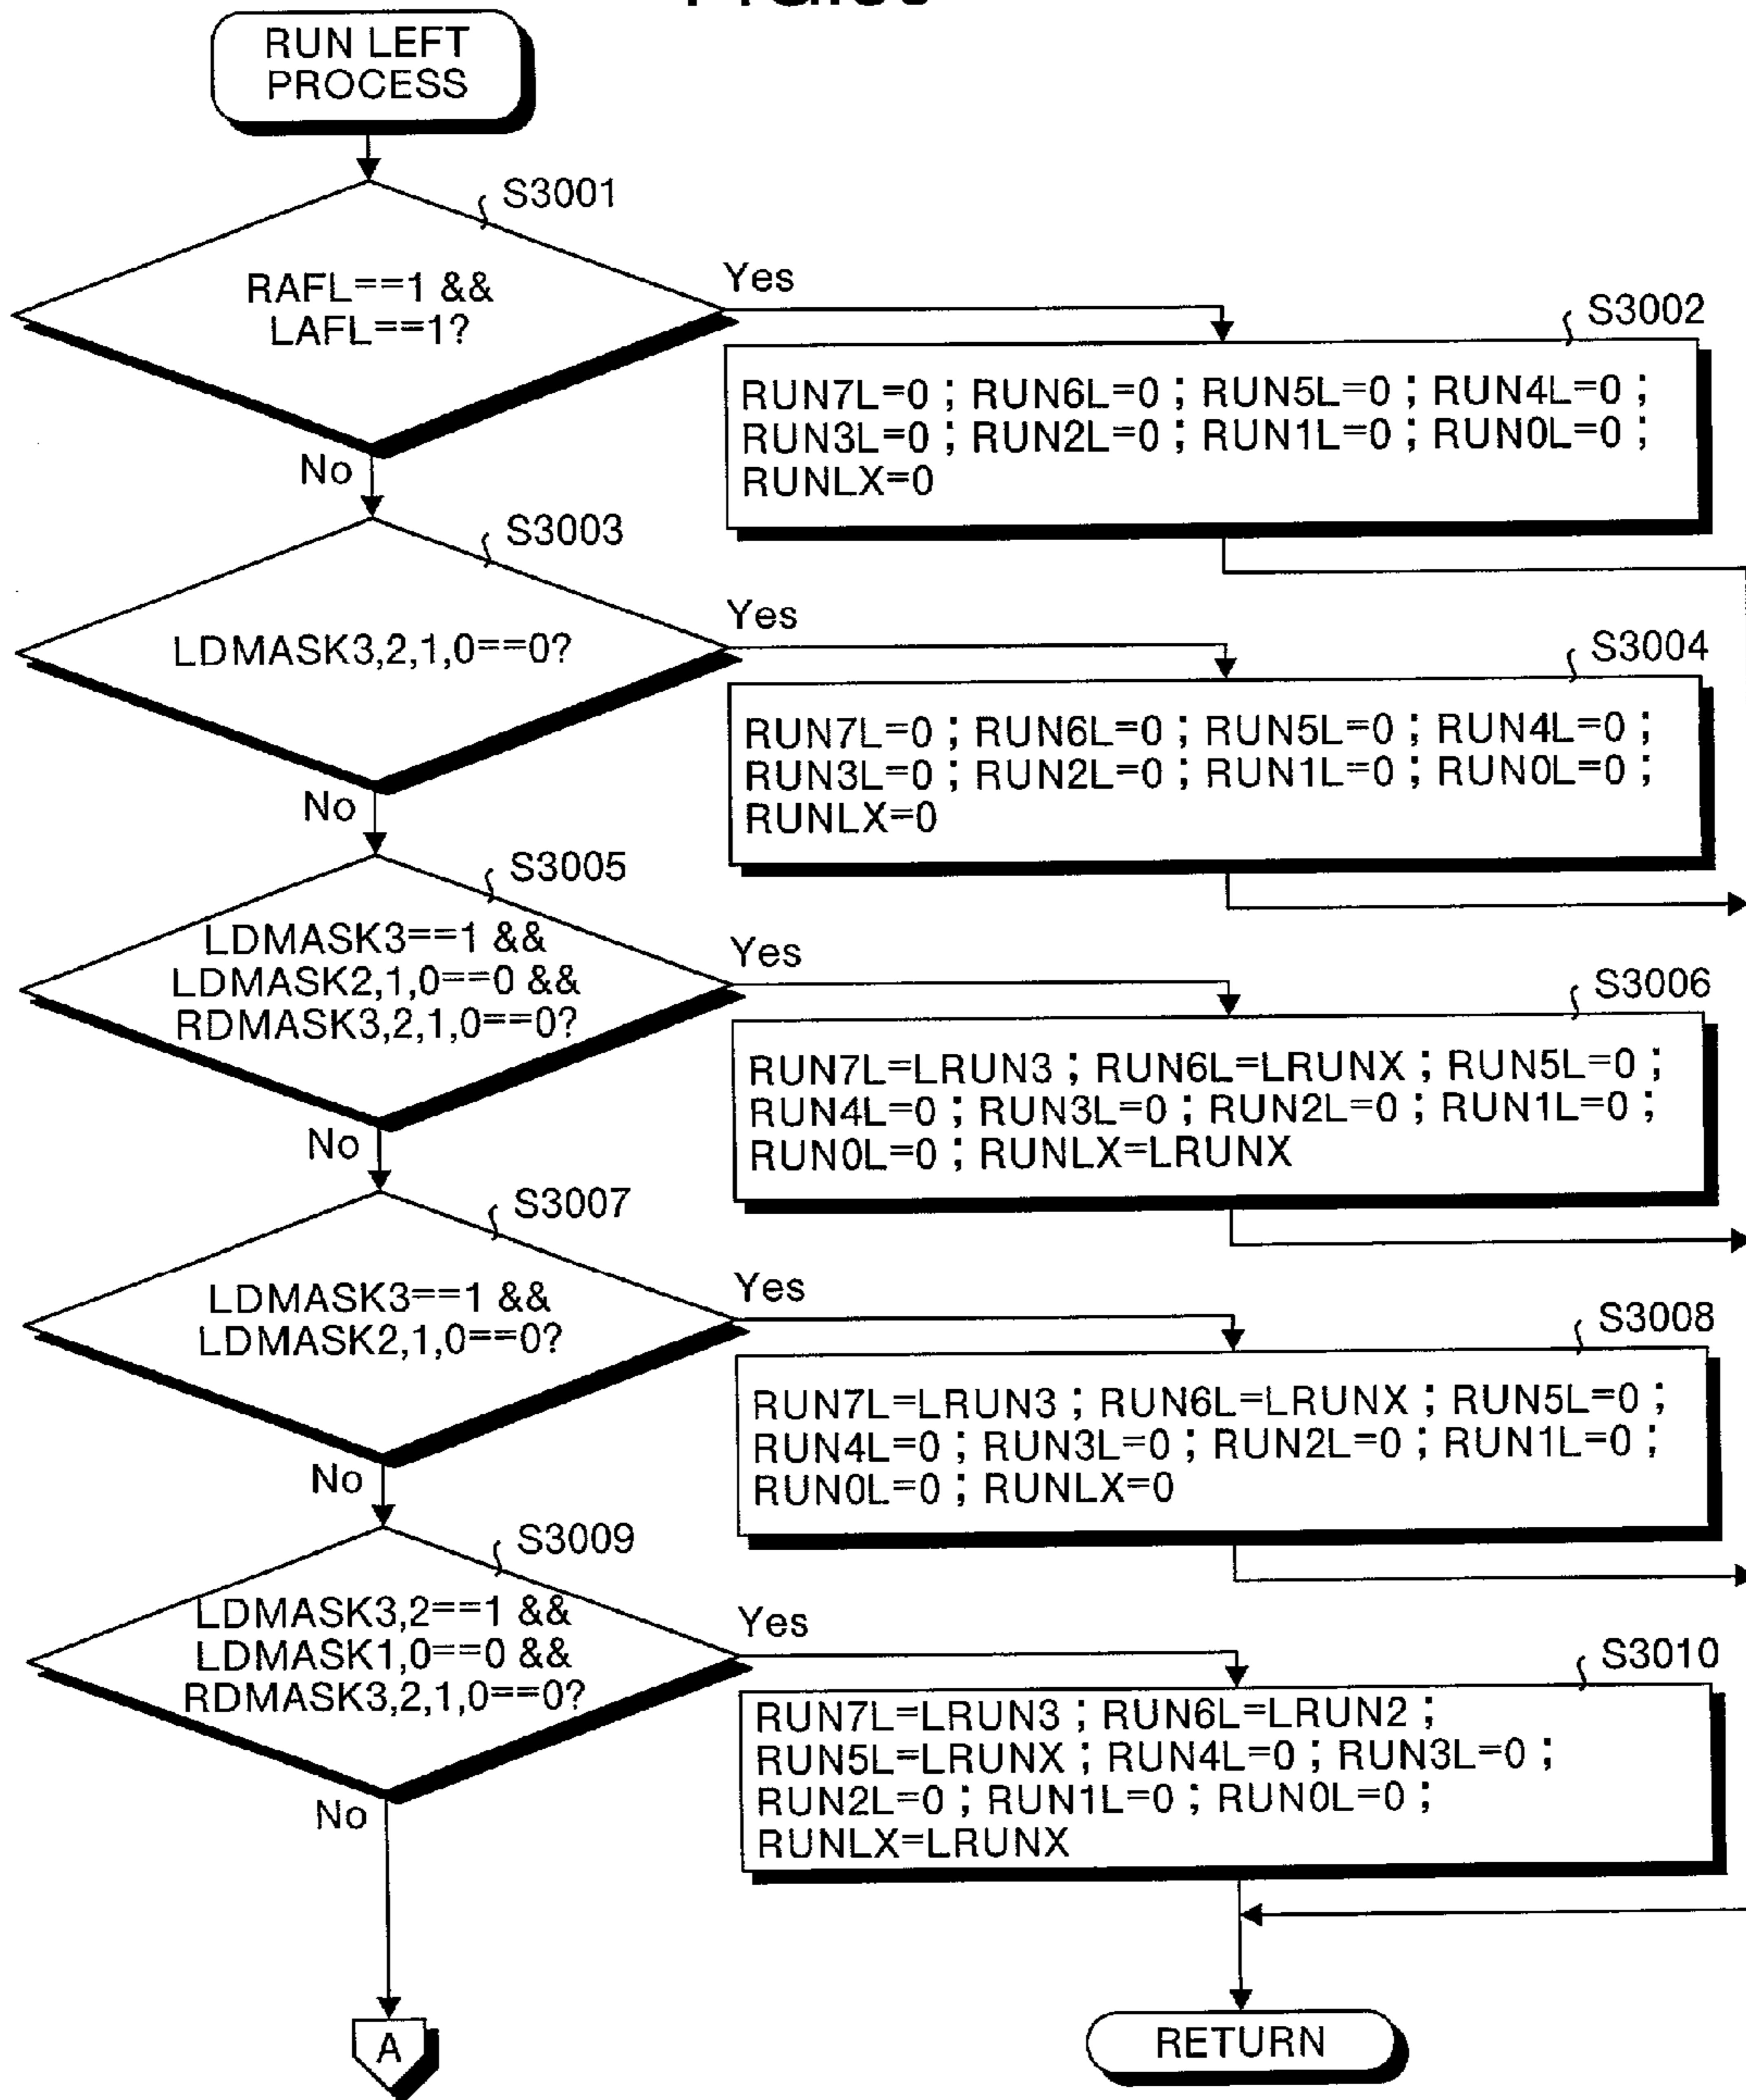 RUN LEFT
PROCESS
S3001
RAFL==1 &&
LAFL==1?
Yes
No
S3002
RUN7L=0 ; RUN6L=0 ; RUN5L=0 ; RUN4L=0 ;
RUN3L=0 ; RUN2L=0 ; RUN1L=0 ; RUN0L=0 ;
RUNLX=0
S3003
LDMASK3,2,1,0==0?
Yes
No
S3004
RUN7L=0 ; RUN6L=0 ; RUN5L=0 ; RUN4L=0 ;
RUN3L=0 ; RUN2L=0 ; RUN1L=0 ; RUN0L=0 ;
RUNLX=0
S3005
LDMASK3==1 &&
LDMASK2,1,0==0 &&
RDMASK3,2,1,0==0?
Yes
No
S3006
RUN7L=LRUN3 ; RUN6L=LRUNX ; RUN5L=0 ;
RUN4L=0 ; RUN3L=0 ; RUN2L=0 ; RUN1L=0 ;
RUN0L=0 ; RUNLX=LRUNX
S3007
LDMASK3==1 &&
LDMASK2,1,0==0?
Yes
No
S3008
RUN7L=LRUN3 ; RUN6L=LRUNX ; RUN5L=0 ;
RUN4L=0 ; RUN3L=0 ; RUN2L=0 ; RUN1L=0 ;
RUN0L=0 ; RUNLX=0
S3009
LDMASK3,2==1 &&
LDMASK1,0==0 &&
RDMASK3,2,1,0==0?
Yes
No
S3010
RUN7L=LRUN3 ; RUN6L=LRUN2 ;
RUN5L=LRUNX ; RUN4L=0 ; RUN3L=0 ;
RUN2L=0 ; RUN1L=0 ; RUN0L=0 ;
RUNLX=LRUNX
A
RETURN